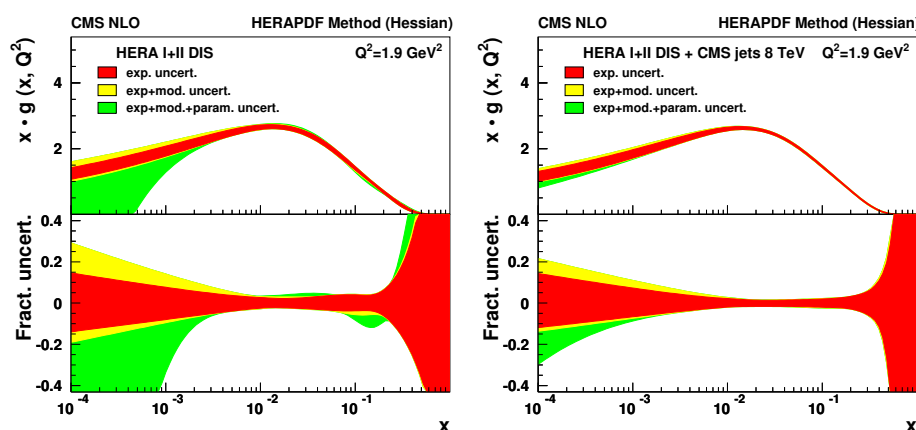 CMS NLO HERAPDF Method (Hessian)
HERA I+II DIS Q²=1.9 GeV²
exp. uncert.
exp+mod. uncert.
exp+mod.+param. uncert.
x • g (x, Q²)
4
2
Fract. uncert.
0.4
0.2
0
-0.2
-0.4
10⁻⁴ 10⁻³ 10⁻² 10⁻¹
x
CMS NLO HERAPDF Method (Hessian)
HERA I+II DIS + CMS jets 8 TeV Q²=1.9 GeV²
exp. uncert.
exp+mod. uncert.
exp+mod.+param. uncert.
x • g (x, Q²)
4
2
Fract. uncert.
0.4
0.2
0
-0.2
-0.4
10⁻⁴ 10⁻³ 10⁻² 10⁻¹
x